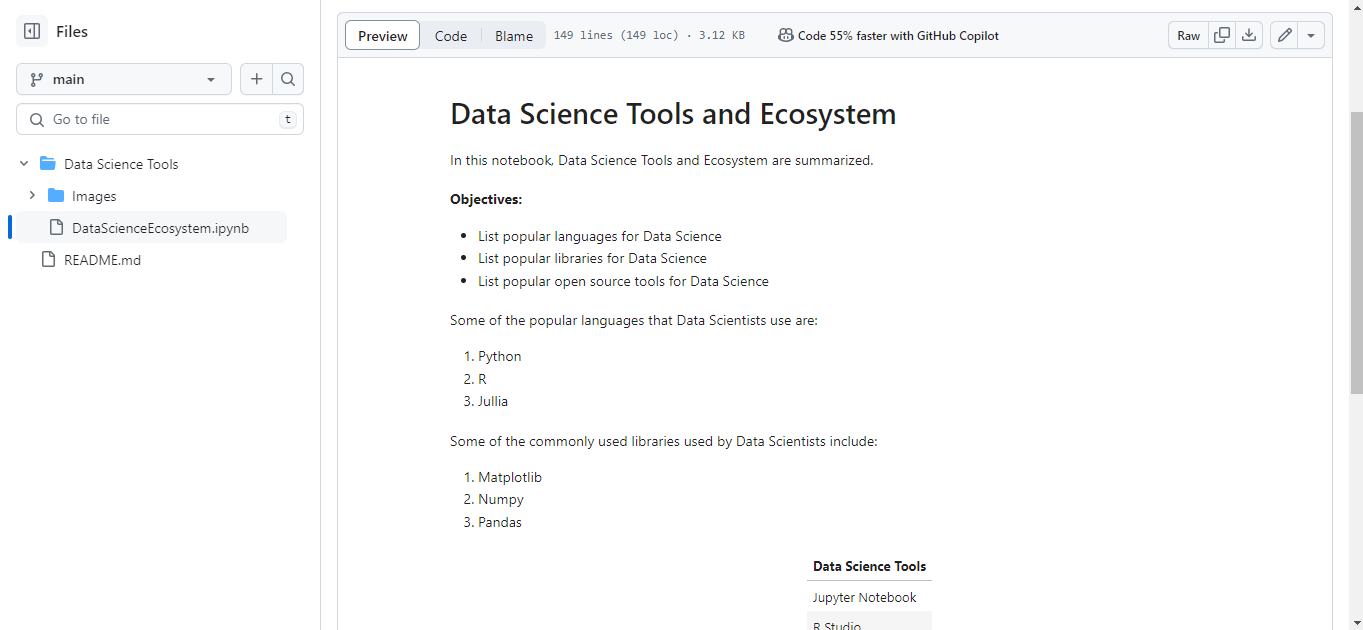 Files
main
Go to file
t
Data Science Tools
Images
DataScienceEcosystem.ipynb
README.md
Preview Code Blame 149 lines (149 loc) · 3.12 KB Code 55% faster with GitHub Copilot Raw
Data Science Tools and Ecosystem
In this notebook, Data Science Tools and Ecosystem are summarized.
Objectives:
• List popular languages for Data Science
• List popular libraries for Data Science
• List popular open source tools for Data Science
Some of the popular languages that Data Scientists use are:
1. Python
2. R
3. Jullia
Some of the commonly used libraries used by Data Scientists include:
1. Matplotlib
2. Numpy
3. Pandas
Data Science Tools
Jupyter Notebook
R Studio